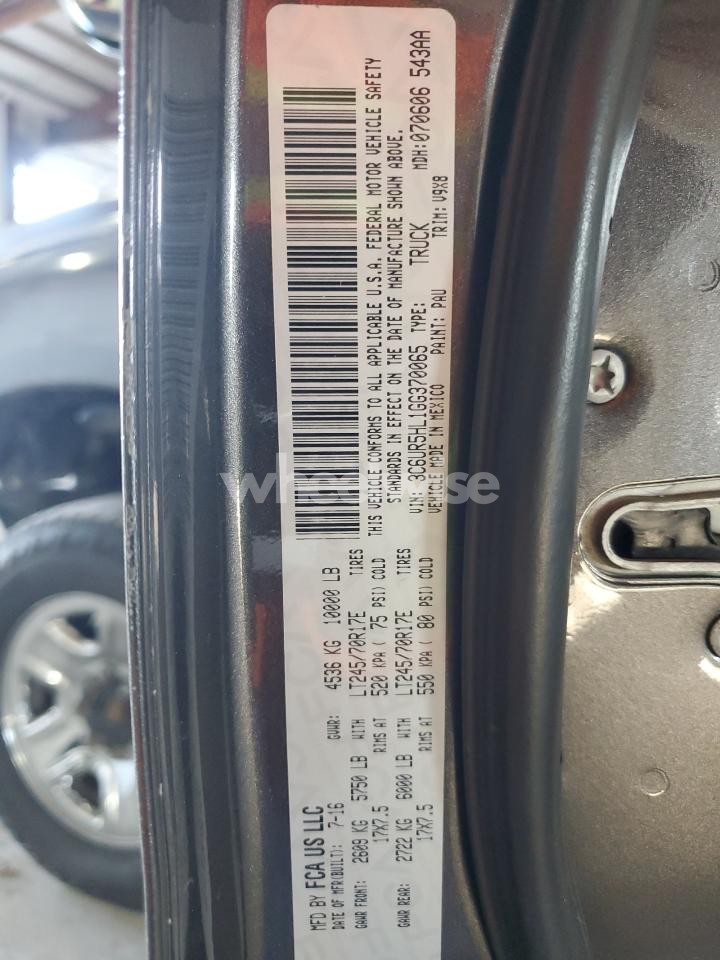 MFD BY FCA US LLC
DATE OF MFR(BUILT): 7-16 GVWR: 4536 KG 10000 LB
GAWR FRONT: 2609 KG 5750 LB WITH LT245/70R17E TIRES
17X7.5 RIMS AT 520 KPA ( 75 PSI) COLD
GAWR REAR: 2722 KG 6000 LB WITH LT245/70R17E TIRES
17X7.5 RIMS AT 550 KPA ( 80 PSI) COLD
THIS VEHICLE CONFORMS TO ALL APPLICABLE U.S.A. FEDERAL MOTOR VEHICLE SAFETY
STANDARDS IN EFFECT ON THE DATE OF MANUFACTURE SHOWN ABOVE.
VIN: 3C6UR5HL1GG370065 TYPE: TRUCK MDH: 070606 543AA
VEHICLE MADE IN MEXICO PAINT: PAU TRIM: V9X8